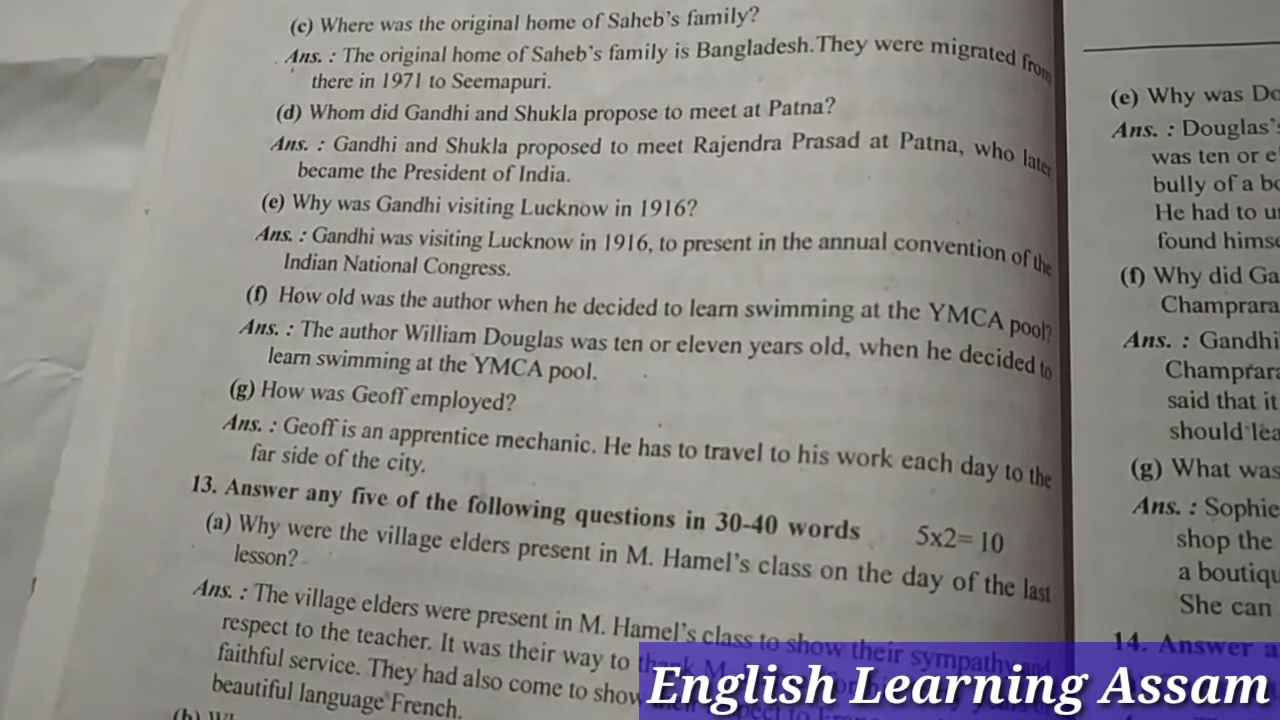 (c) Where was the original home of Saheb's family?
Ans. : The original home of Saheb's family is Bangladesh.They were migrated from
there in 1971 to Seemapuri.
(d) Whom did Gandhi and Shukla propose to meet at Patna?
Ans. : Gandhi and Shukla proposed to meet Rajendra Prasad at Patna, who later
became the President of India.
(e) Why was Gandhi visiting Lucknow in 1916?
Ans. : Gandhi was visiting Lucknow in 1916, to present in the annual convention of the
Indian National Congress.
(f) How old was the author when he decided to learn swimming at the YMCA pool?
Ans. : The author William Douglas was ten or eleven years old, when he decided to
learn swimming at the YMCA pool.
(g) How was Geoff employed?
Ans. : Geoff is an apprentice mechanic. He has to travel to his work each day to the
far side of the city.
13. Answer any five of the following questions in 30-40 words 5x2= 10
(a) Why were the village elders present in M. Hamel's class on the day of the last
lesson?
Ans. : The village elders were present in M. Hamel's class to show their sympathy and
respect to the teacher. It was their way to thank M.
faithful service. They had also come to show
beautiful language French.
(b)
(e) Why was Do
Ans. : Douglas'
was ten or e
bully of a bo
He had to un
found himse
(f) Why did Ga
Champrara
Ans. : Gandhi
Champrara
said that it
should lea
(g) What was
Ans. : Sophie
shop the
a boutiqu
She can
14. Answer a
English Learning Assam